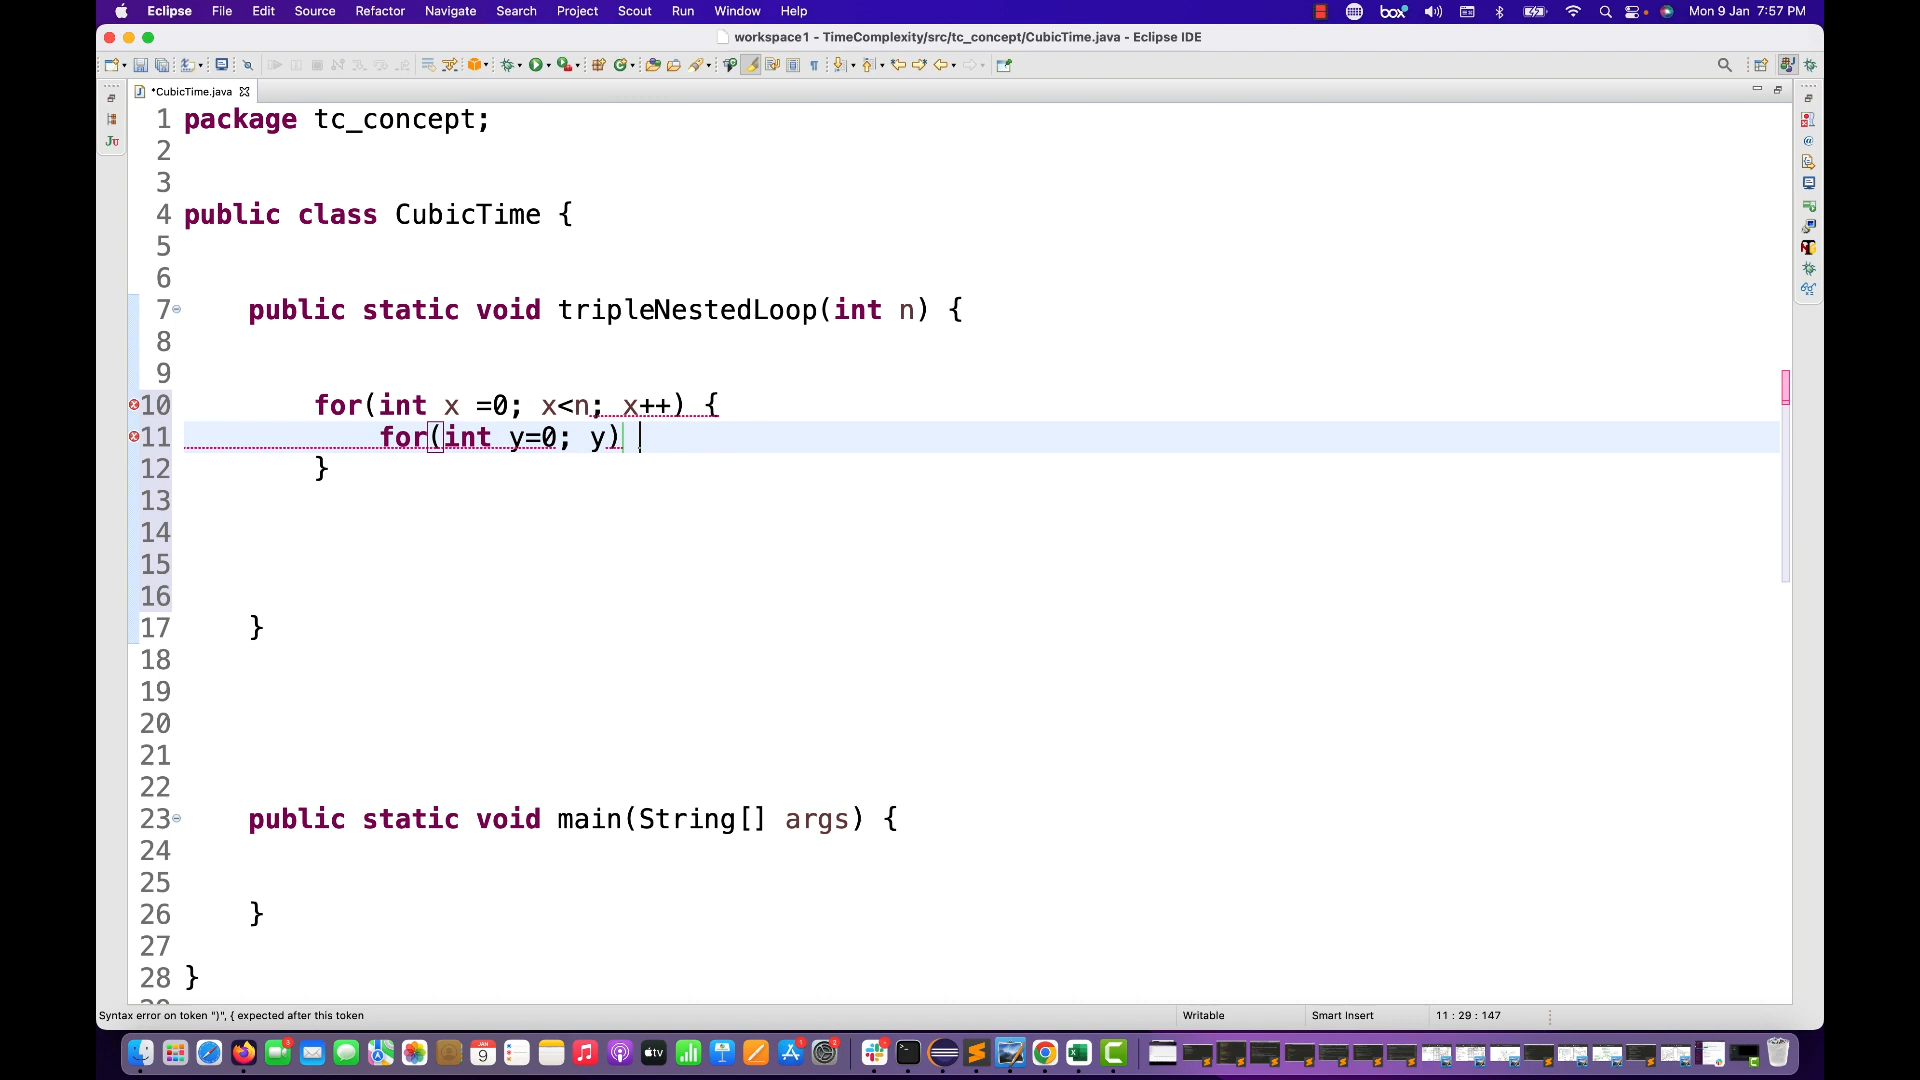 Eclipse File Edit Source Refactor Navigate Search Project Scout Run Window Help box Mon 9 Jan 7:57 PM
workspace1 - TimeComplexity/src/tc_concept/CubicTime.java - Eclipse IDE
*CubicTime.java
1 package tc_concept;
2
3
4 public class CubicTime {
5
6
7 public static void tripleNestedLoop(int n) {
8
9
10 for(int x =0; x<n; x++) {
11 for(int y=0; y)
12 }
13
14
15
16
17 }
18
19
20
21
22
23 public static void main(String[] args) {
24
25
26 }
27
28 }
Syntax error on token ")", { expected after this token Writable Smart Insert 11 : 29 : 147